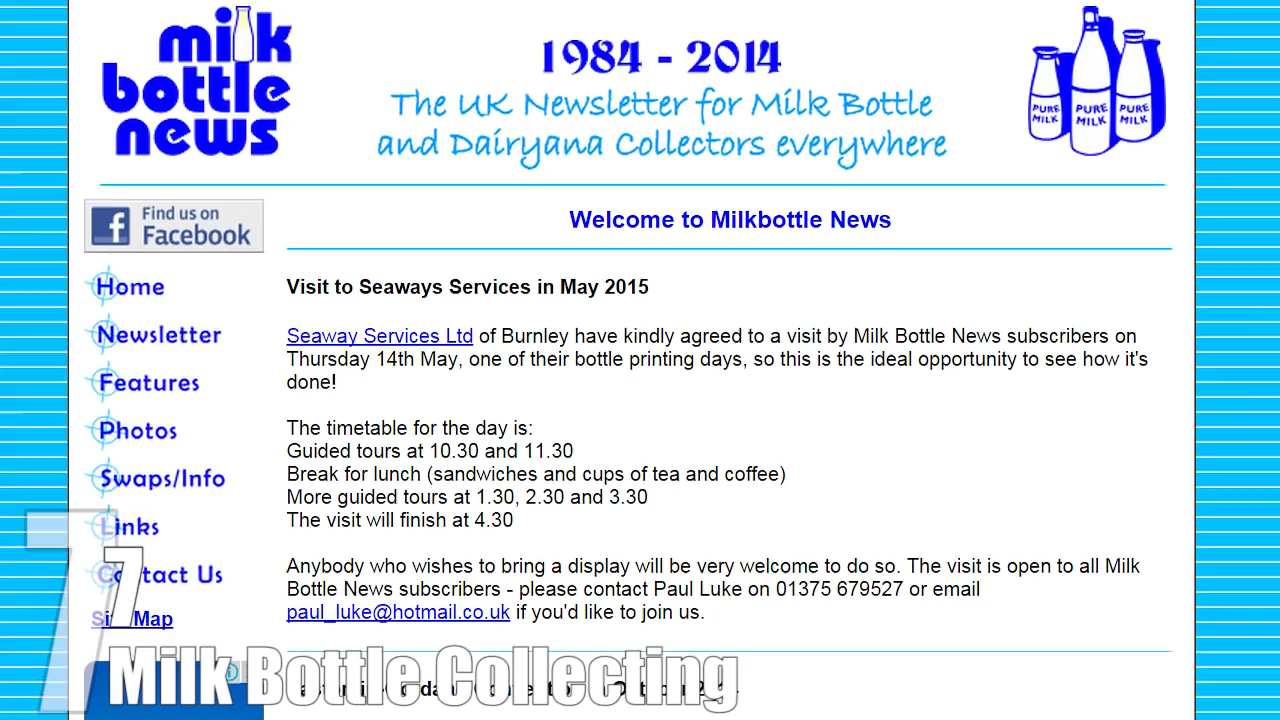 milk
bottle
news
1984 - 2014
The UK Newsletter for Milk Bottle
and Dairyana Collectors everywhere
PURE
MILK
PURE
MILK
PURE
MILK
Find us on
Facebook
Home
Newsletter
Features
Photos
Swaps/Info
Links
Contact Us
Site Map
Welcome to Milkbottle News
Visit to Seaways Services in May 2015
Seaway Services Ltd of Burnley have kindly agreed to a visit by Milk Bottle News subscribers on
Thursday 14th May, one of their bottle printing days, so this is the ideal opportunity to see how it's
done!
The timetable for the day is:
Guided tours at 10.30 and 11.30
Break for lunch (sandwiches and cups of tea and coffee)
More guided tours at 1.30, 2.30 and 3.30
The visit will finish at 4.30
Anybody who wishes to bring a display will be very welcome to do so. The visit is open to all Milk
Bottle News subscribers - please contact Paul Luke on 01375 679527 or email
paul_luke@hotmail.co.uk if you'd like to join us.
7
7
Milk Bottle Collecting